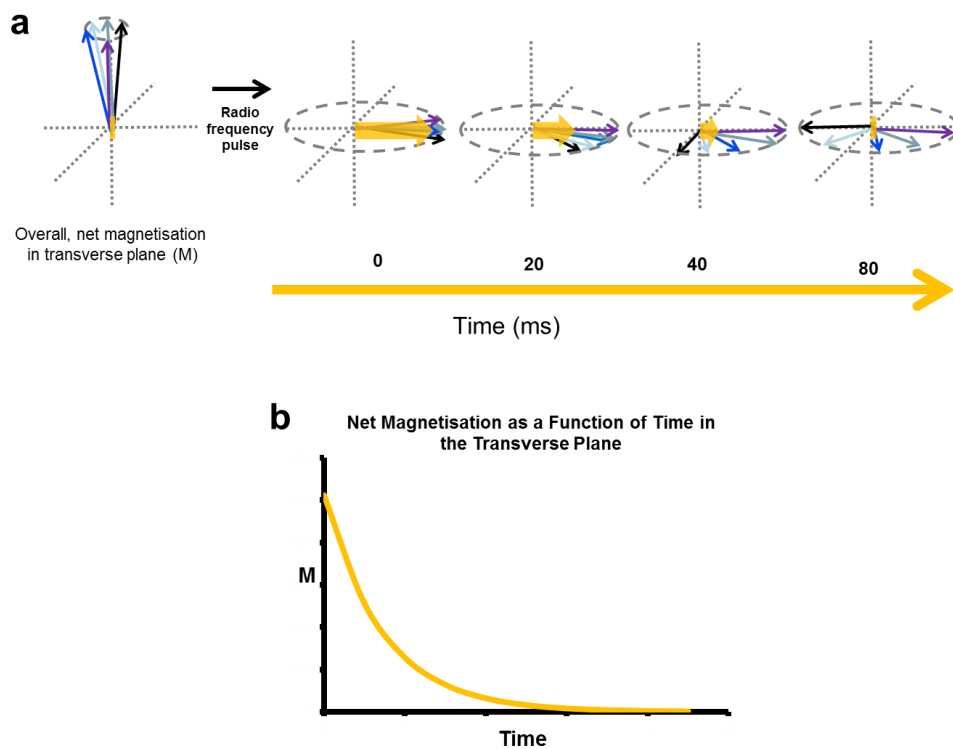 a
Radio
frequency
pulse
Overall, net magnetisation
in transverse plane (M)
0
20
40
80
Time (ms)
b
Net Magnetisation as a Function of Time in
the Transverse Plane
M
Time